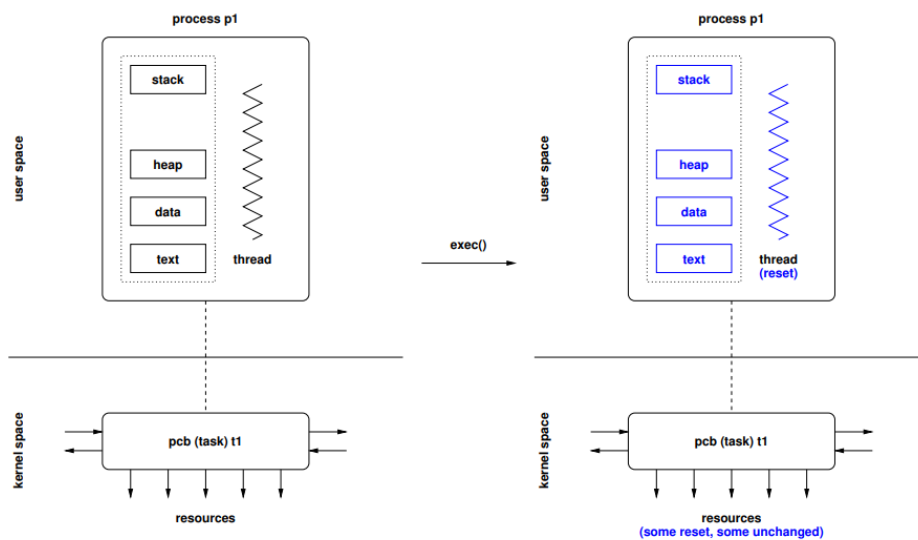 process p1
stack
heap
data
text
thread
user space
pcb (task) t1
kernel space
resources
exec()
process p1
stack
heap
data
text
thread
(reset)
user space
pcb (task) t1
kernel space
resources
(some reset, some unchanged)